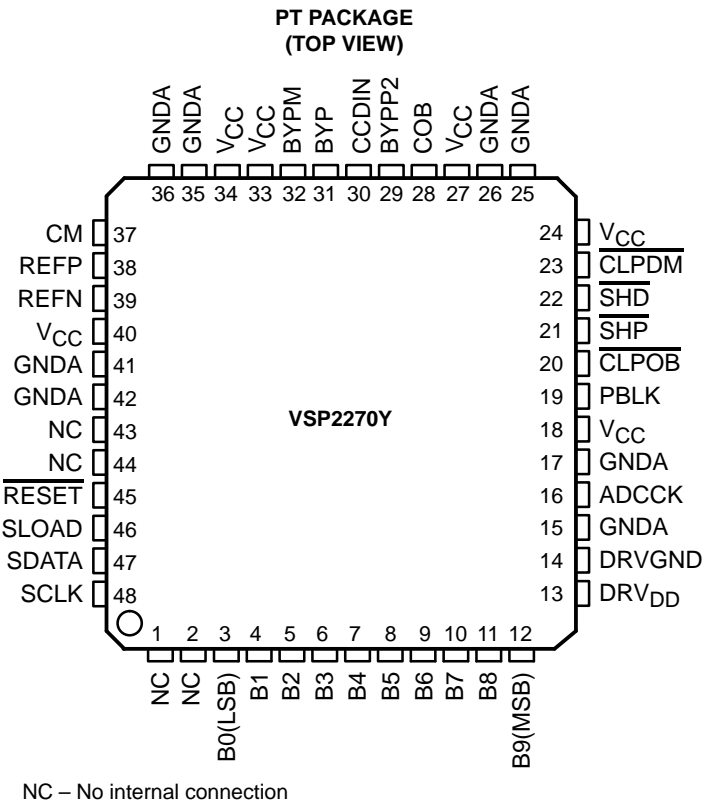 PT PACKAGE
(TOP VIEW)
GNDA GNDA VCC VCC BYPM BYP CCDIN BYPP2 COB VCC GNDA GNDA
36 35 34 33 32 31 30 29 28 27 26 25
CM 37 24 VCC
REFP 38 23 CLPDM
REFN 39 22 SHD
VCC 40 21 SHP
GNDA 41 20 CLPOB
GNDA 42 19 PBLK
NC 43 VSP2270Y 18 VCC
NC 44 17 GNDA
RESET 45 16 ADCCK
SLOAD 46 15 GNDA
SDATA 47 14 DRVGND
SCLK 48 13 DRVDD
1 2 3 4 5 6 7 8 9 10 11 12
NC NC B0(LSB) B1 B2 B3 B4 B5 B6 B7 B8 B9(MSB)
NC – No internal connection